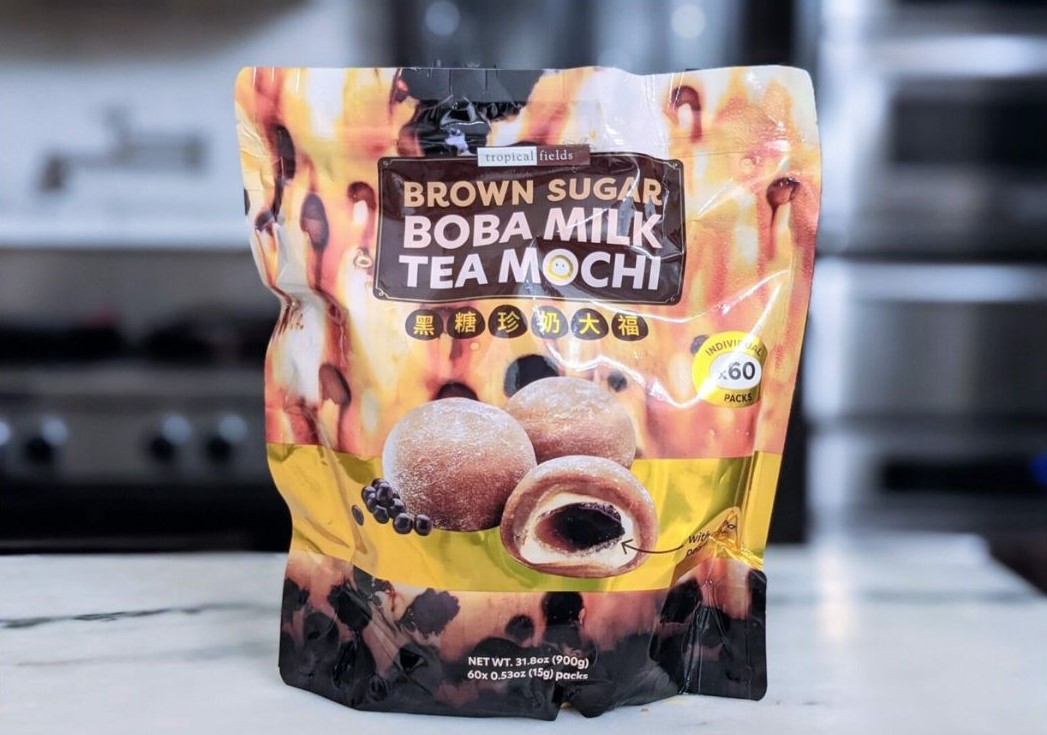 tropical fields
BROWN SUGAR
BOBA MILK
TEA MOCHI
黑糖珍奶大福
INDIVIDUAL
x60
PACKS
with
NET WT. 31.8oz (900g)
60x 0.53oz (15g) packs